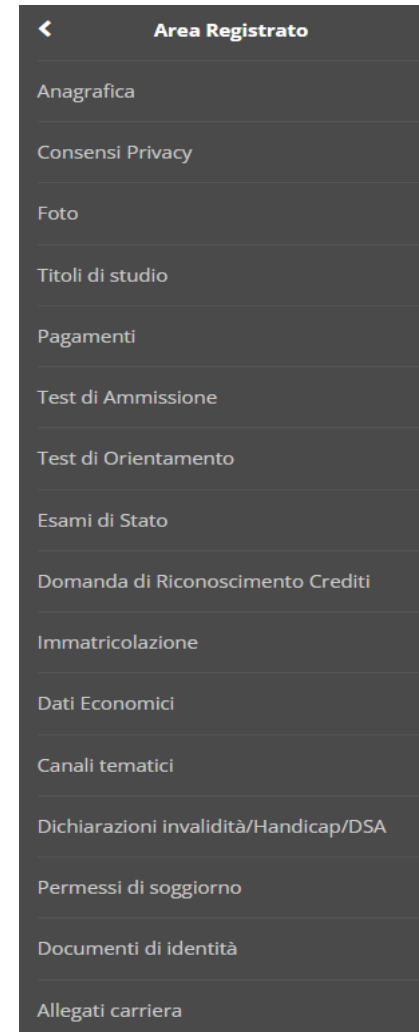 Area Registrato
Anagrafica
Consensi Privacy
Foto
Titoli di studio
Pagamenti
Test di Ammissione
Test di Orientamento
Esami di Stato
Domanda di Riconoscimento Crediti
Immatricolazione
Dati Economici
Canali tematici
Dichiarazioni invalidità/Handicap/DSA
Permessi di soggiorno
Documenti di identità
Allegati carriera